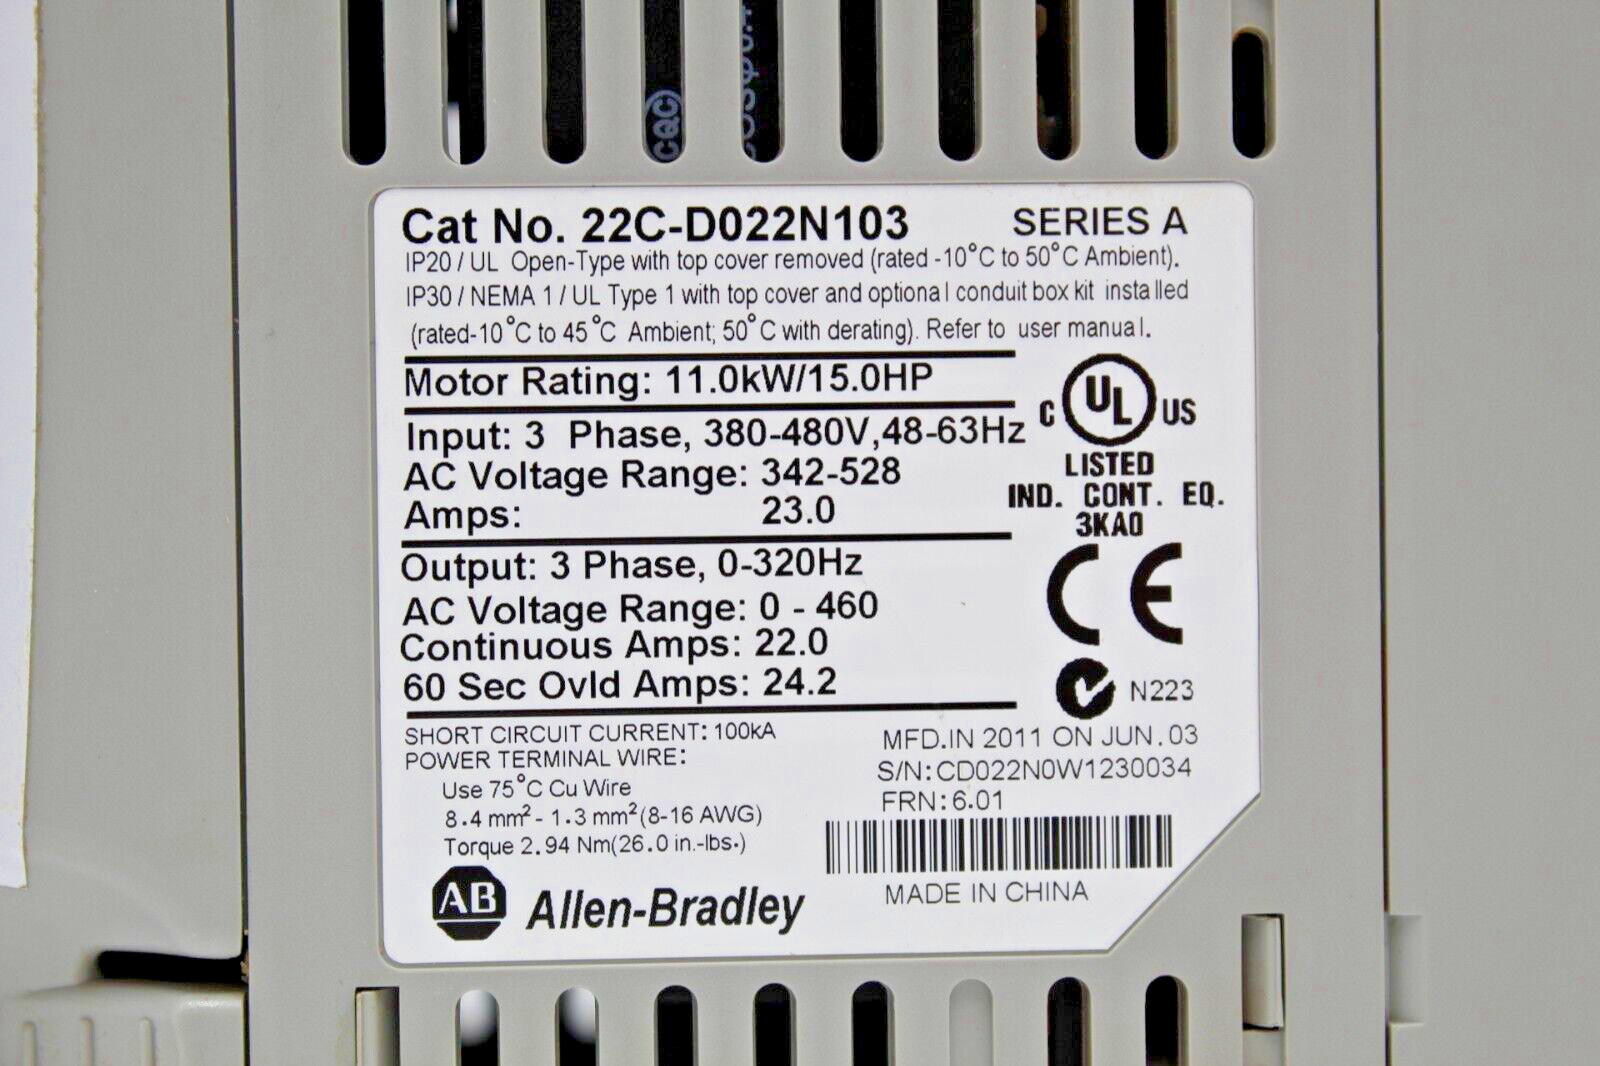 CQC
Cat No. 22C-D022N103 SERIES A
IP20 / UL Open-Type with top cover removed (rated -10°C to 50°C Ambient).
IP30 / NEMA 1 / UL Type 1 with top cover and optional conduit box kit installed
(rated-10°C to 45°C Ambient; 50°C with derating). Refer to user manual.
Motor Rating: 11.0kW/15.0HP
Input: 3 Phase, 380-480V,48-63Hz
AC Voltage Range: 342-528
Amps: 23.0
C UL US
LISTED
IND. CONT. EQ.
3KA0
CE
Output: 3 Phase, 0-320Hz
AC Voltage Range: 0 - 460
Continuous Amps: 22.0
60 Sec Ovld Amps: 24.2
N223
SHORT CIRCUIT CURRENT: 100kA
POWER TERMINAL WIRE:
Use 75°C Cu Wire
8.4 mm² - 1.3 mm² (8-16 AWG)
Torque 2.94 Nm(26.0 in.-lbs.)
MFD.IN 2011 ON JUN.03
S/N:CD022N0W1230034
FRN:6.01
MADE IN CHINA
AB Allen-Bradley